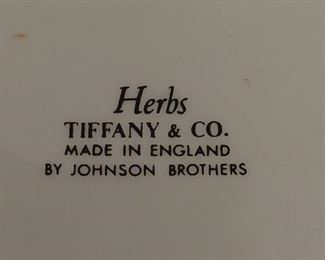 Herbs
TIFFANY & CO.
MADE IN ENGLAND
BY JOHNSON BROTHERS